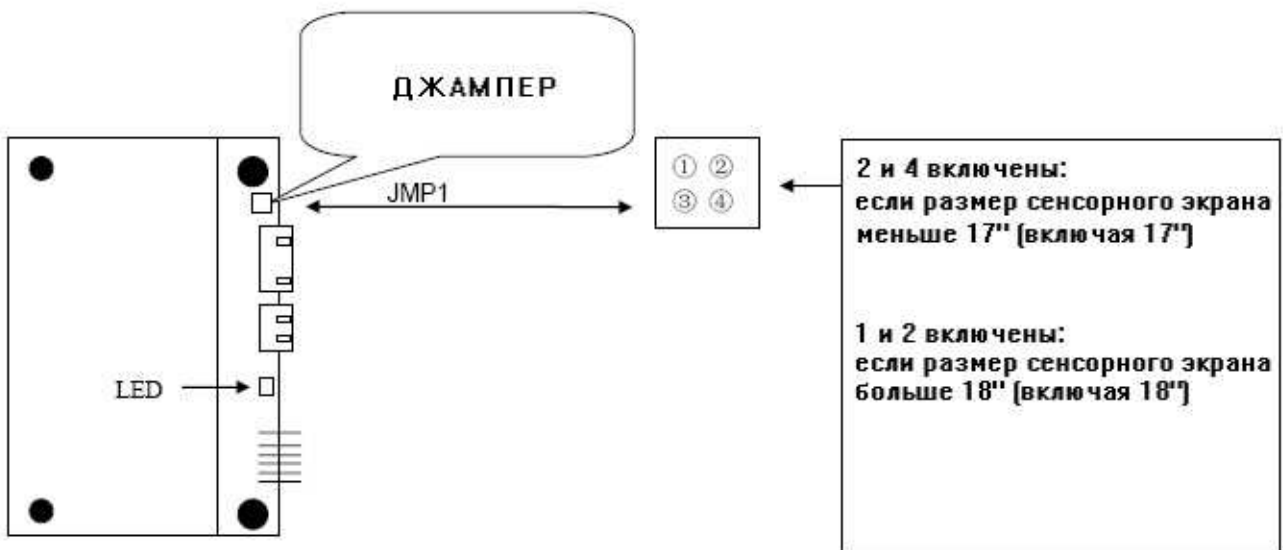 ДЖАМПЕР
JMP1
① ②
③ ④
2 и 4 включены:
если размер сенсорного экрана
меньше 17" (включая 17")
1 и 2 включены:
если размер сенсорного экрана
больше 18" (включая 18")
LED